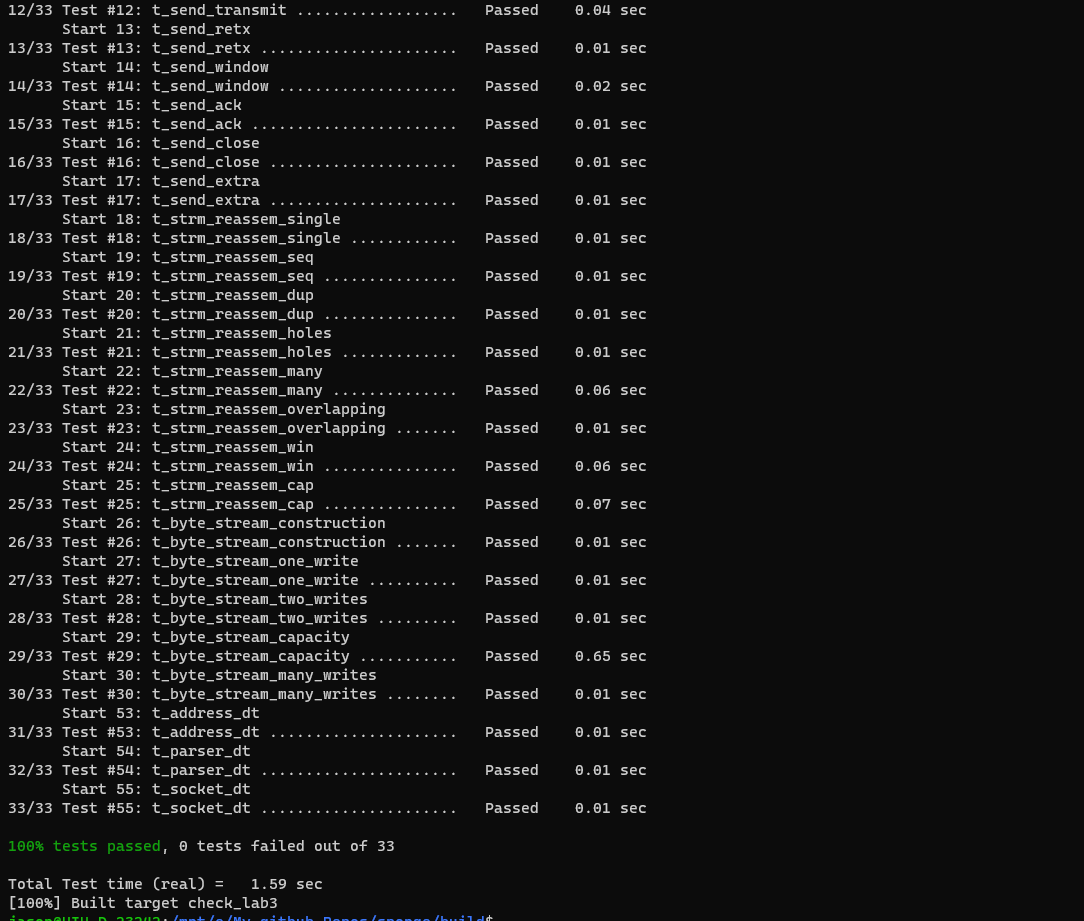 12/33 Test #12: t_send_transmit ..................   Passed    0.04 sec
      Start 13: t_send_retx
13/33 Test #13: t_send_retx ......................   Passed    0.01 sec
      Start 14: t_send_window
14/33 Test #14: t_send_window ....................   Passed    0.02 sec
      Start 15: t_send_ack
15/33 Test #15: t_send_ack .......................   Passed    0.01 sec
      Start 16: t_send_close
16/33 Test #16: t_send_close .....................   Passed    0.01 sec
      Start 17: t_send_extra
17/33 Test #17: t_send_extra .....................   Passed    0.01 sec
      Start 18: t_strm_reassem_single
18/33 Test #18: t_strm_reassem_single ............   Passed    0.01 sec
      Start 19: t_strm_reassem_seq
19/33 Test #19: t_strm_reassem_seq ...............   Passed    0.01 sec
      Start 20: t_strm_reassem_dup
20/33 Test #20: t_strm_reassem_dup ...............   Passed    0.01 sec
      Start 21: t_strm_reassem_holes
21/33 Test #21: t_strm_reassem_holes .............   Passed    0.01 sec
      Start 22: t_strm_reassem_many
22/33 Test #22: t_strm_reassem_many ..............   Passed    0.06 sec
      Start 23: t_strm_reassem_overlapping
23/33 Test #23: t_strm_reassem_overlapping .......   Passed    0.01 sec
      Start 24: t_strm_reassem_win
24/33 Test #24: t_strm_reassem_win ...............   Passed    0.06 sec
      Start 25: t_strm_reassem_cap
25/33 Test #25: t_strm_reassem_cap ...............   Passed    0.07 sec
      Start 26: t_byte_stream_construction
26/33 Test #26: t_byte_stream_construction .......   Passed    0.01 sec
      Start 27: t_byte_stream_one_write
27/33 Test #27: t_byte_stream_one_write ..........   Passed    0.01 sec
      Start 28: t_byte_stream_two_writes
28/33 Test #28: t_byte_stream_two_writes .........   Passed    0.01 sec
      Start 29: t_byte_stream_capacity
29/33 Test #29: t_byte_stream_capacity ...........   Passed    0.65 sec
      Start 30: t_byte_stream_many_writes
30/33 Test #30: t_byte_stream_many_writes ........   Passed    0.01 sec
      Start 53: t_address_dt
31/33 Test #53: t_address_dt .....................   Passed    0.01 sec
      Start 54: t_parser_dt
32/33 Test #54: t_parser_dt ......................   Passed    0.01 sec
      Start 55: t_socket_dt
33/33 Test #55: t_socket_dt ......................   Passed    0.01 sec
100% tests passed, 0 tests failed out of 33
Total Test time (real) =   1.59 sec
[100%] Built target check_lab3